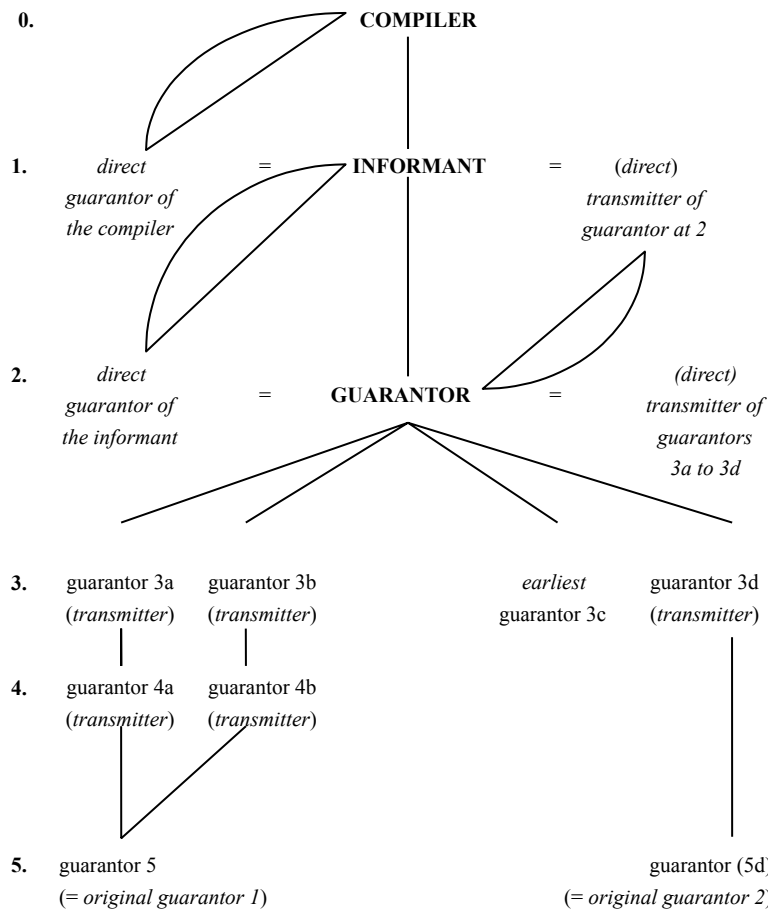 0. COMPILER
1. direct = INFORMANT = (direct)
guarantor of transmitter of
the compiler guarantor at 2
2. direct (direct)
guarantor of = GUARANTOR = transmitter of
the informant guarantors
3a to 3d
3. guarantor 3a guarantor 3b earliest guarantor 3d
(transmitter) (transmitter) guarantor 3c (transmitter)
4. guarantor 4a guarantor 4b
(transmitter) (transmitter)
5. guarantor 5 guarantor (5d)
(= original guarantor 1) (= original guarantor 2)